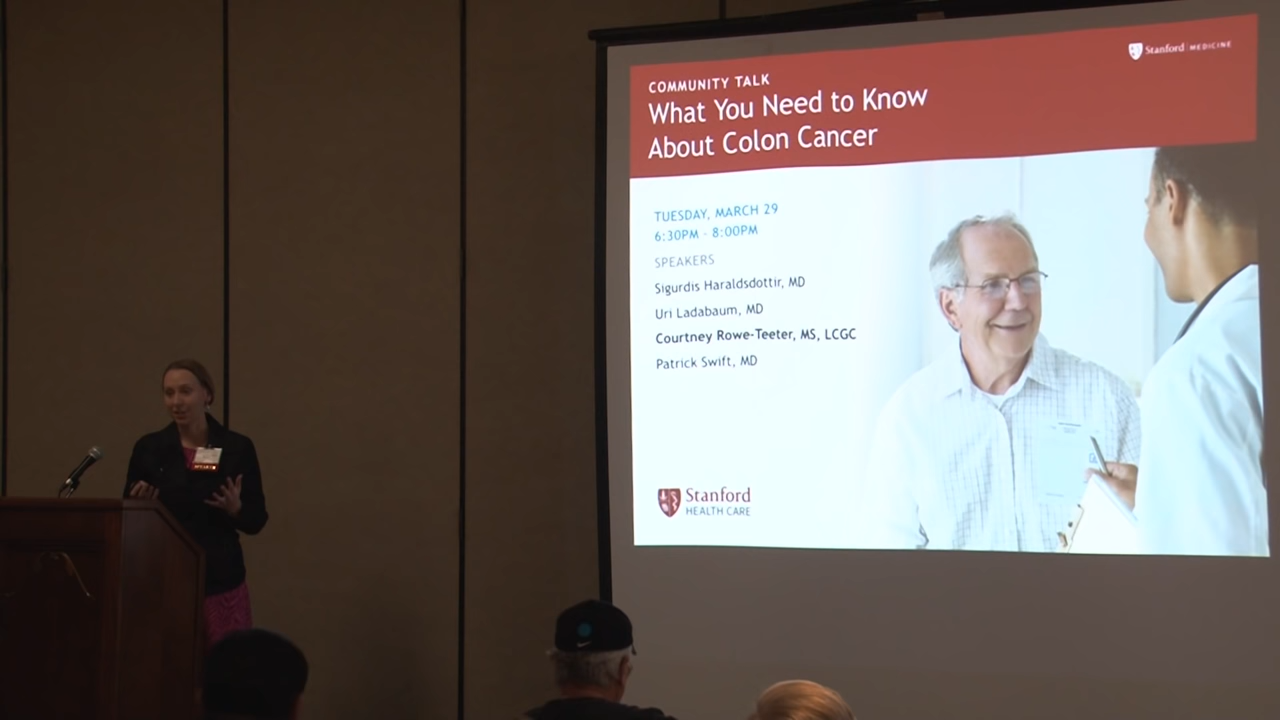 Stanford MEDICINE
COMMUNITY TALK
What You Need to Know
About Colon Cancer
TUESDAY, MARCH 29
6:30PM - 8:00PM
SPEAKERS
Sigurdis Haraldsdottir, MD
Uri Ladabaum, MD
Courtney Rowe-Teeter, MS, LCGC
Patrick Swift, MD
Stanford
HEALTH CARE